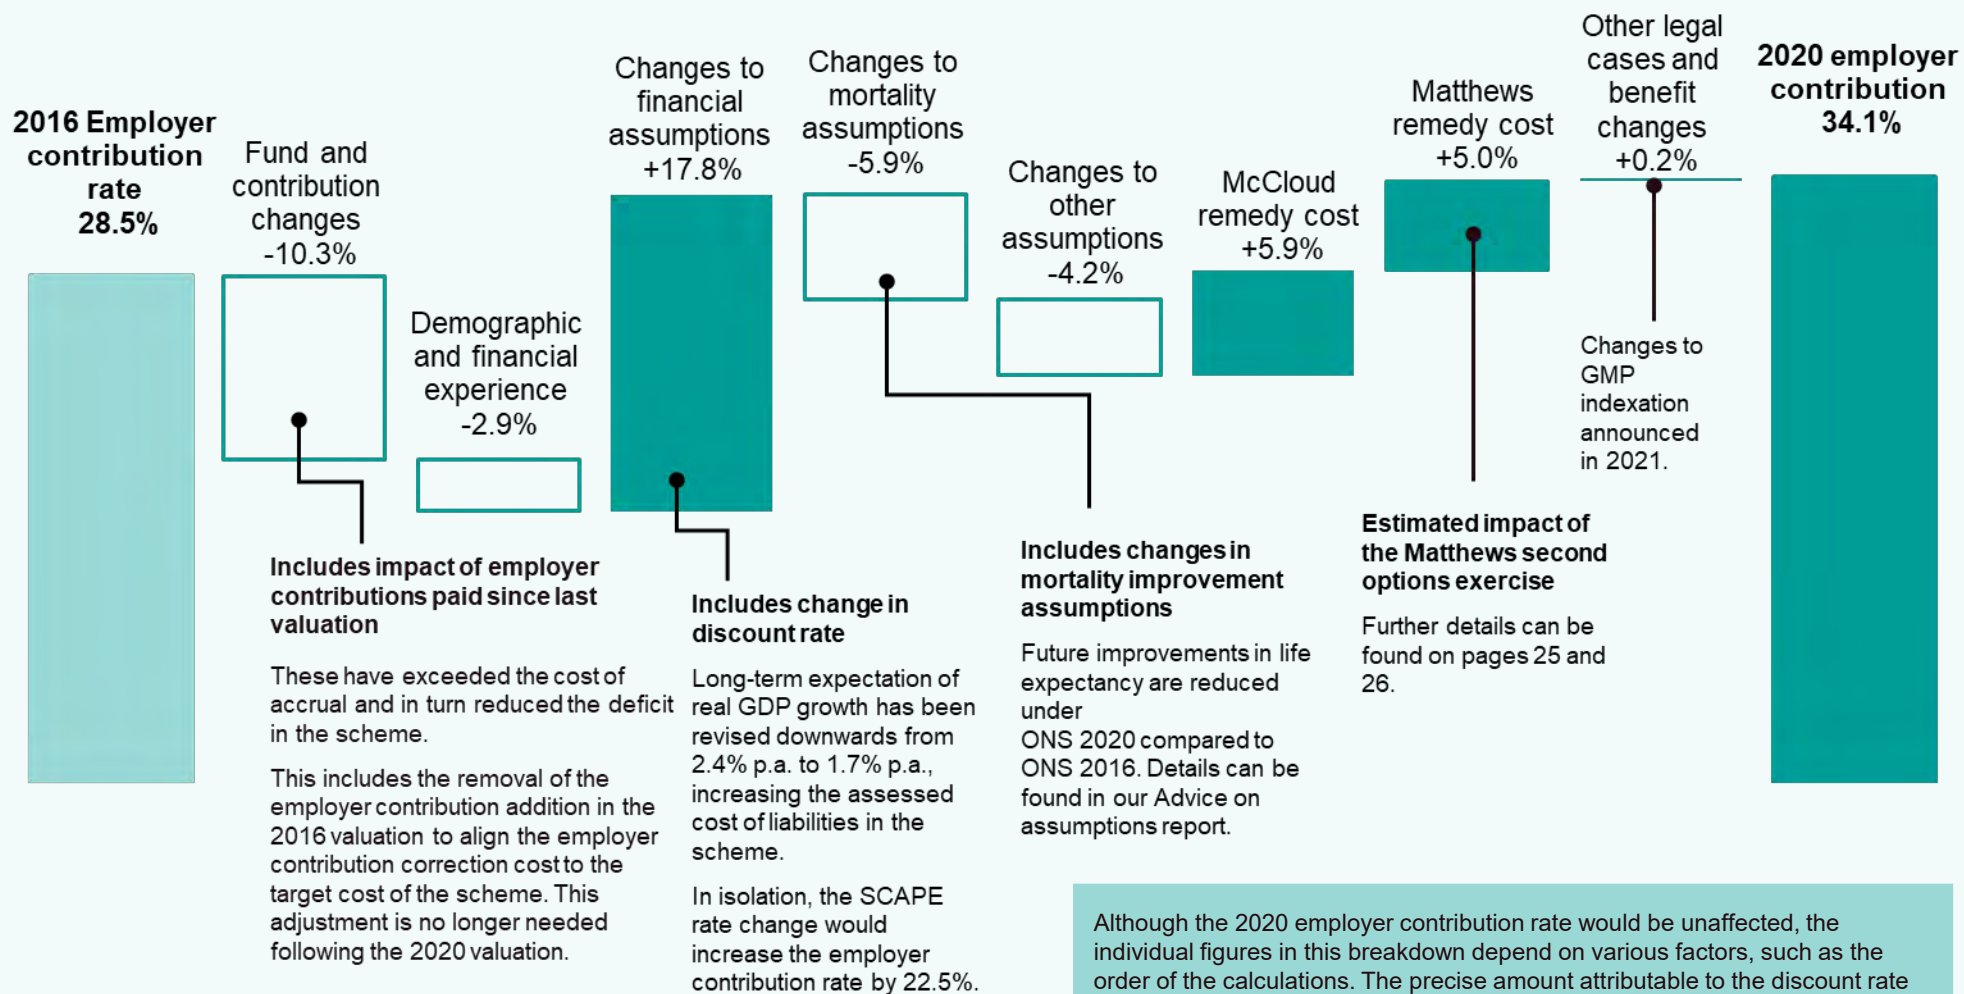 2016 Employer
contribution
rate
28.5%
Fund and
contribution
changes
-10.3%
Demographic
and financial
experience
-2.9%
Changes to
financial
assumptions
+17.8%
Changes to
mortality
assumptions
-5.9%
Changes to
other
assumptions
-4.2%
McCloud
remedy cost
+5.9%
Matthews
remedy cost
+5.0%
Other legal
cases and
benefit
changes
+0.2%
2020 employer
contribution
34.1%
Includes impact of employer
contributions paid since last
valuation
These have exceeded the cost of
accrual and in turn reduced the deficit
in the scheme.
This includes the removal of the
employer contribution addition in the
2016 valuation to align the employer
contribution correction cost to the
target cost of the scheme. This
adjustment is no longer needed
following the 2020 valuation.
Includes change in
discount rate
Long-term expectation of
real GDP growth has been
revised downwards from
2.4% p.a. to 1.7% p.a.,
increasing the assessed
cost of liabilities in the
scheme.
In isolation, the SCAPE
rate change would
increase the employer
contribution rate by 22.5%.
Includes changes in
mortality improvement
assumptions
Future improvements in life
expectancy are reduced
under
ONS 2020 compared to
ONS 2016. Details can be
found in our Advice on
assumptions report.
Estimated impact of
the Matthews second
options exercise
Further details can be
found on pages 25 and
26.
Changes to
GMP
indexation
announced
in 2021.
Although the 2020 employer contribution rate would be unaffected, the
individual figures in this breakdown depend on various factors, such as the
order of the calculations. The precise amount attributable to the discount rate